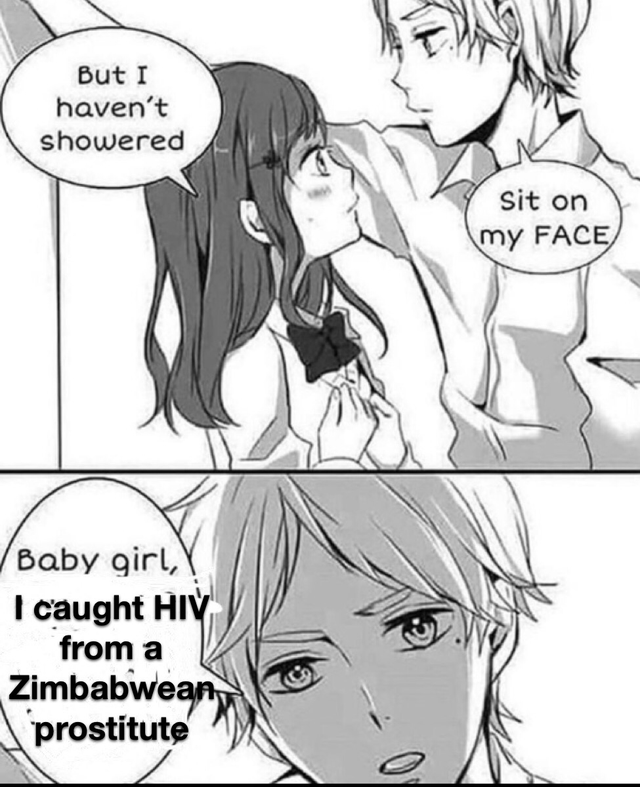 But I
haven't
showered
Sit on
my FACE
Baby girl,
I caught HIV
from a
Zimbabwean
prostitute